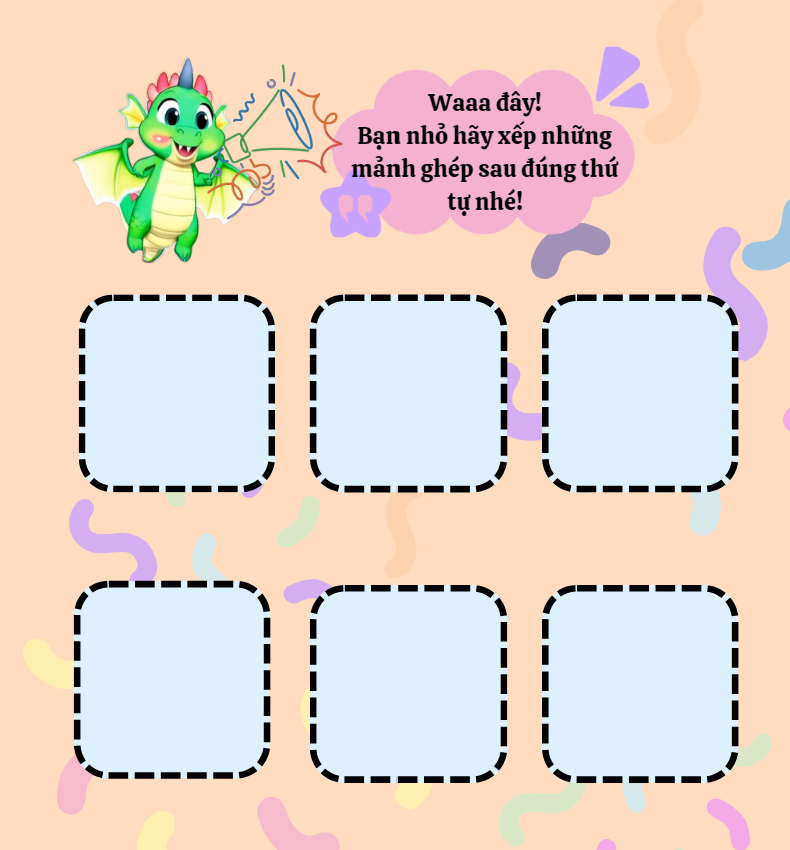 Waaa đây!
Bạn nhỏ hãy xếp những
mảnh ghép sau đúng thứ
tự nhé!